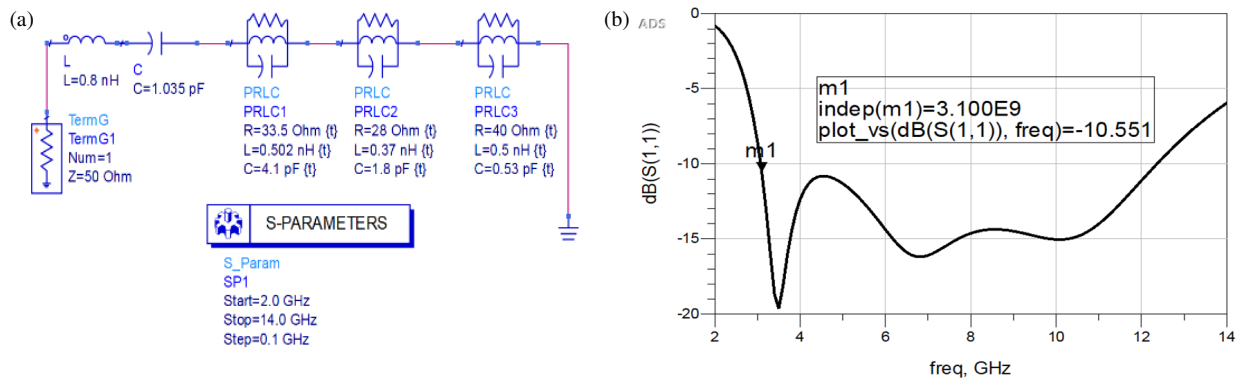 (a)
L
L=0.8 nH
C
C=1.035 pF
TermG
TermG1
Num=1
Z=50 Ohm
PRLC
PRLC1
R=33.5 Ohm {t}
L=0.502 nH {t}
C=4.1 pF {t}
PRLC
PRLC2
R=28 Ohm {t}
L=0.37 nH {t}
C=1.8 pF {t}
PRLC
PRLC3
R=40 Ohm {t}
L=0.5 nH {t}
C=0.53 pF {t}
S-PARAMETERS
S_Param
SP1
Start=2.0 GHz
Stop=14.0 GHz
Step=0.1 GHz
(b)
ADS
dB(S(1,1))
0
-5
-10
-15
-20
m1
indep(m1)=3.100E9
plot_vs(dB(S(1,1)), freq)=-10.551
m1
2
4
6
8
10
12
14
freq, GHz